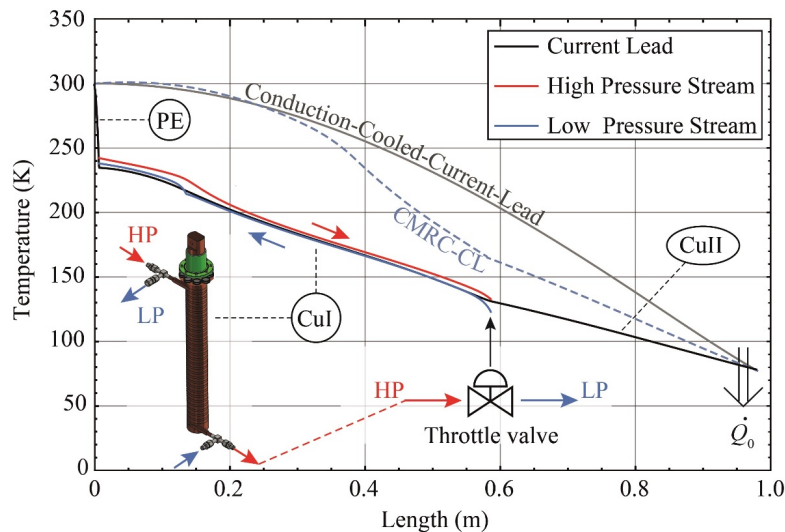 Temperature (K)
350
300
250
200
150
100
50
0
0
0.2
0.4
0.6
0.8
1.0
Length (m)
Current Lead
High Pressure Stream
Low Pressure Stream
PE
Conduction-Cooled-Current-Lead
CMRC-CL
CuII
HP
LP
CuI
HP
LP
Throttle valve
Q̇₀